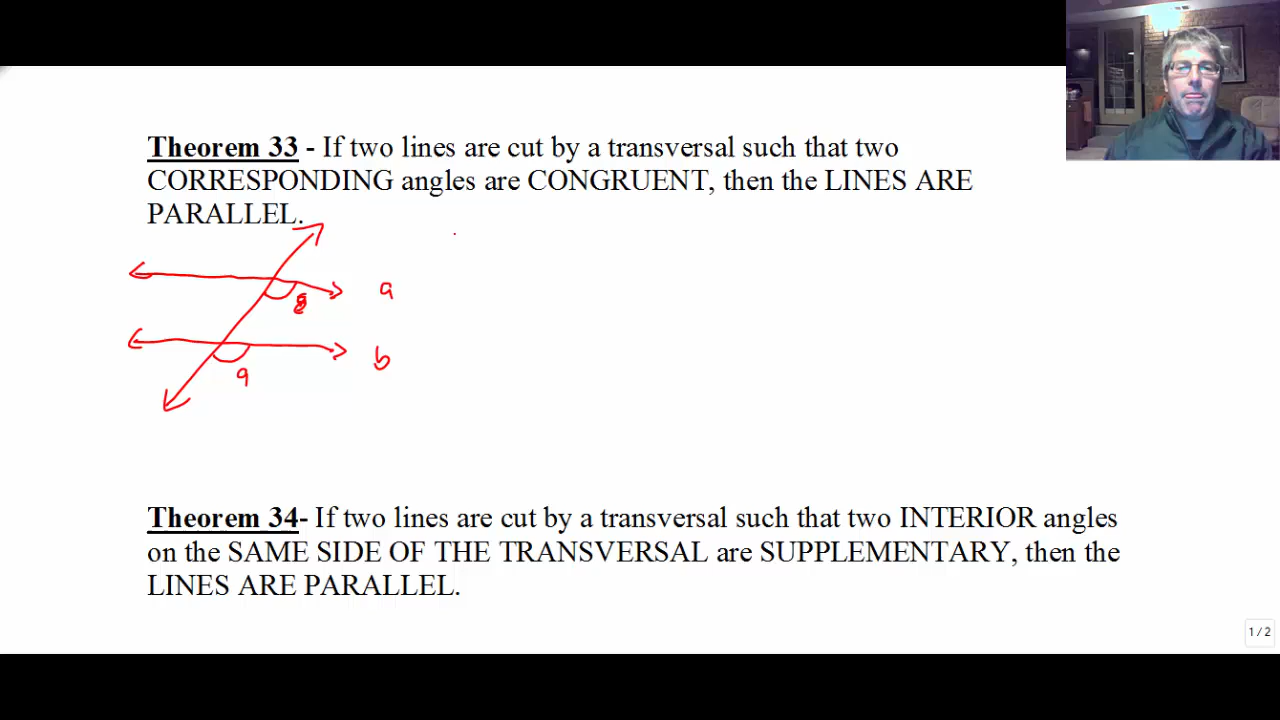 Theorem 33 - If two lines are cut by a transversal such that two
CORRESPONDING angles are CONGRUENT, then the LINES ARE
PARALLEL.
a
b
9
Theorem 34- If two lines are cut by a transversal such that two INTERIOR angles
on the SAME SIDE OF THE TRANSVERSAL are SUPPLEMENTARY, then the
LINES ARE PARALLEL.
1 / 2